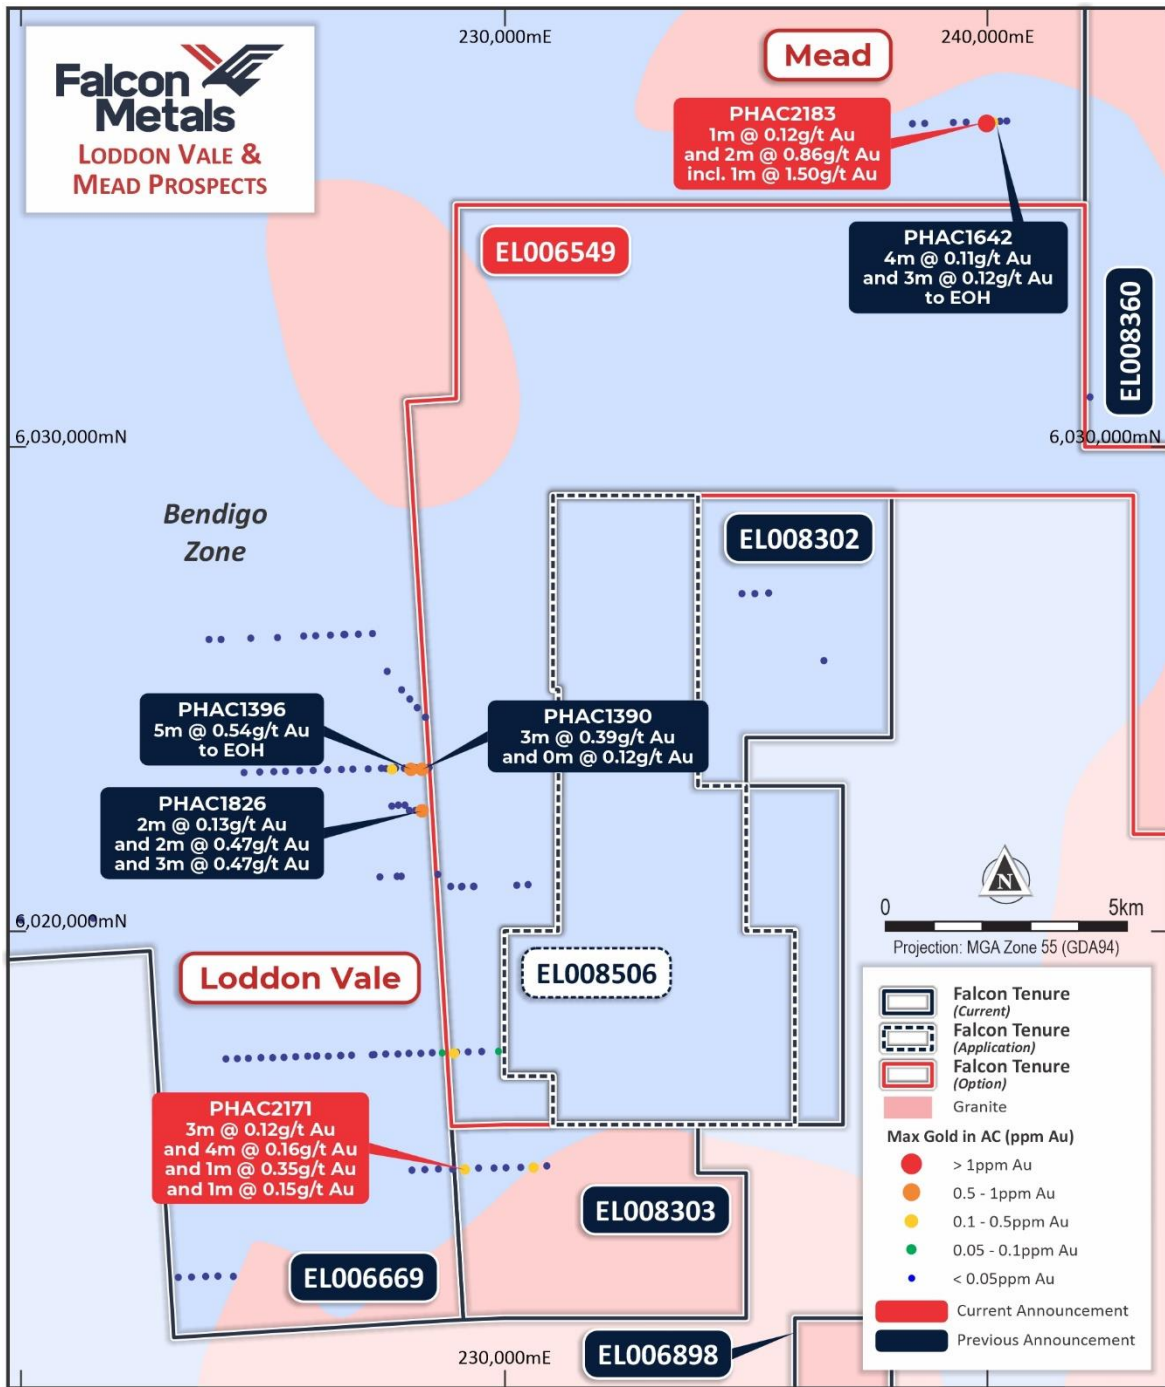 Falcon
Metals
LODDON VALE &
MEAD PROSPECTS
230,000mE
240,000mE
Mead
PHAC2183
1m @ 0.12g/t Au
and 2m @ 0.86g/t Au
incl. 1m @ 1.50g/t Au
EL006549
PHAC1642
4m @ 0.11g/t Au
and 3m @ 0.12g/t Au
to EOH
EL008360
6,030,000mN
6,030,000mN
Bendigo
Zone
EL008302
PHAC1396
5m @ 0.54g/t Au
to EOH
PHAC1390
3m @ 0.39g/t Au
and 0m @ 0.12g/t Au
PHAC1826
2m @ 0.13g/t Au
and 2m @ 0.47g/t Au
and 3m @ 0.47g/t Au
N
0
5km
Projection: MGA Zone 55 (GDA94)
6,020,000mN
Loddon Vale
EL008506
PHAC2171
3m @ 0.12g/t Au
and 4m @ 0.16g/t Au
and 1m @ 0.35g/t Au
and 1m @ 0.15g/t Au
EL008303
EL006669
EL006898
230,000mE
Falcon Tenure
(Current)
Falcon Tenure
(Application)
Falcon Tenure
(Option)
Granite
Max Gold in AC (ppm Au)
> 1ppm Au
0.5 - 1ppm Au
0.1 - 0.5ppm Au
0.05 - 0.1ppm Au
< 0.05ppm Au
Current Announcement
Previous Announcement